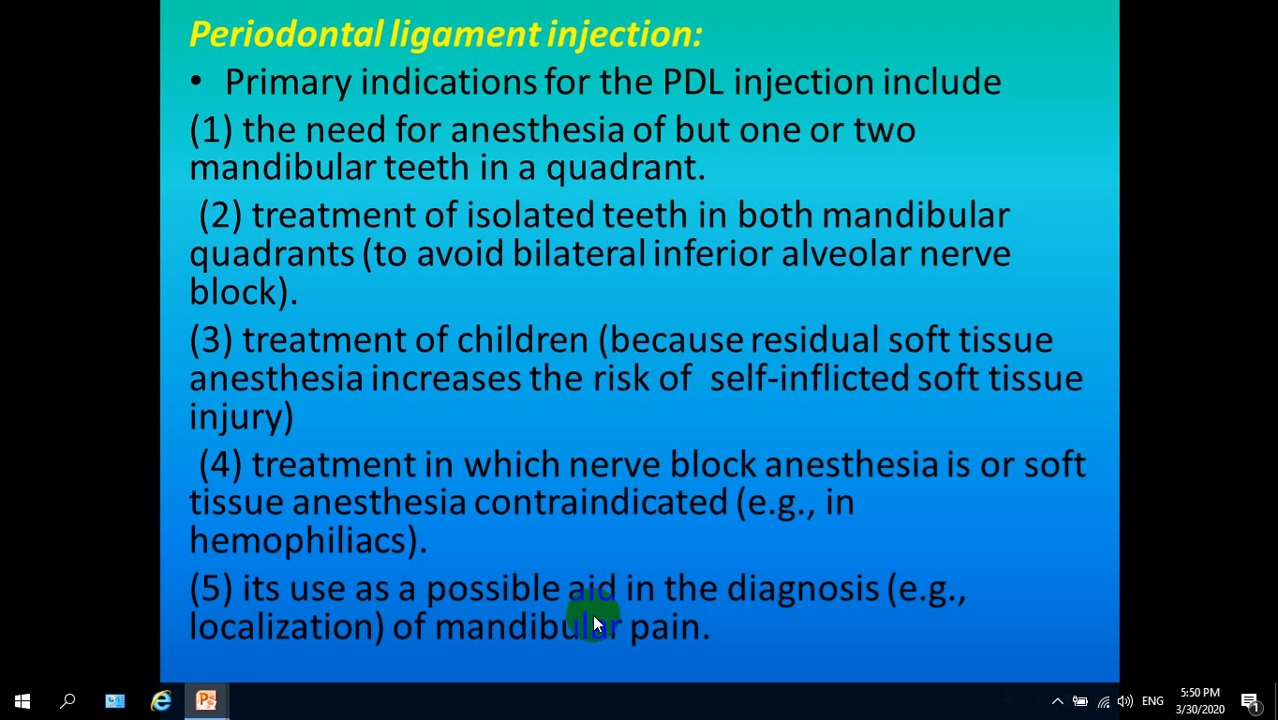 Periodontal ligament injection:
• Primary indications for the PDL injection include
(1) the need for anesthesia of but one or two
mandibular teeth in a quadrant.
(2) treatment of isolated teeth in both mandibular
quadrants (to avoid bilateral inferior alveolar nerve
block).
(3) treatment of children (because residual soft tissue
anesthesia increases the risk of self-inflicted soft tissue
injury)
(4) treatment in which nerve block anesthesia is or soft
tissue anesthesia contraindicated (e.g., in
hemophiliacs).
(5) its use as a possible aid in the diagnosis (e.g.,
localization) of mandibular pain.
ENG
5:50 PM
3/30/2020
1